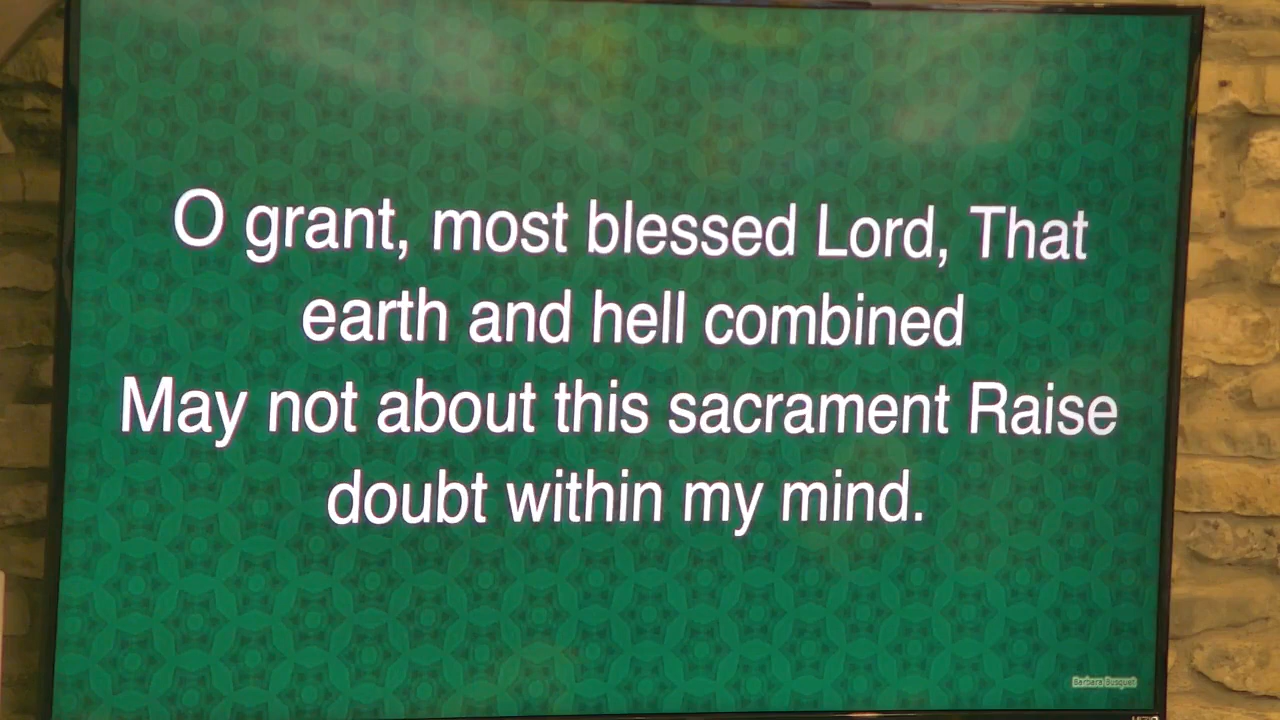 O grant, most blessed Lord, That
earth and hell combined
May not about this sacrament Raise
doubt within my mind.
Barbara Busquet